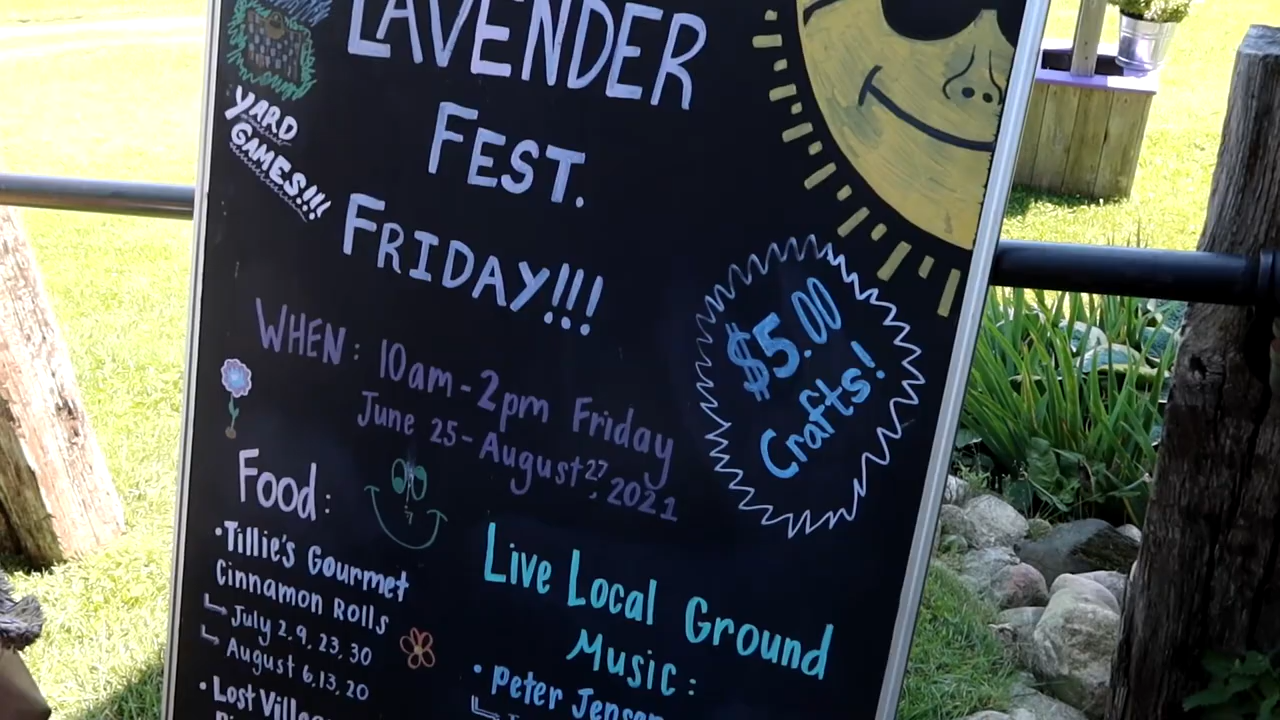 LAVENDER
FEST.
FRIDAY!!!
YARD
GAMES!!!
WHEN: 10am-2pm Friday
June 25-August 27, 2021
$5.00
Crafts!
Food:
•Tillie's Gourmet
Cinnamon Rolls
July 2,9,23,30
August 6,13,20
•Lost
Live Local Ground
Music:
•Peter Jensen